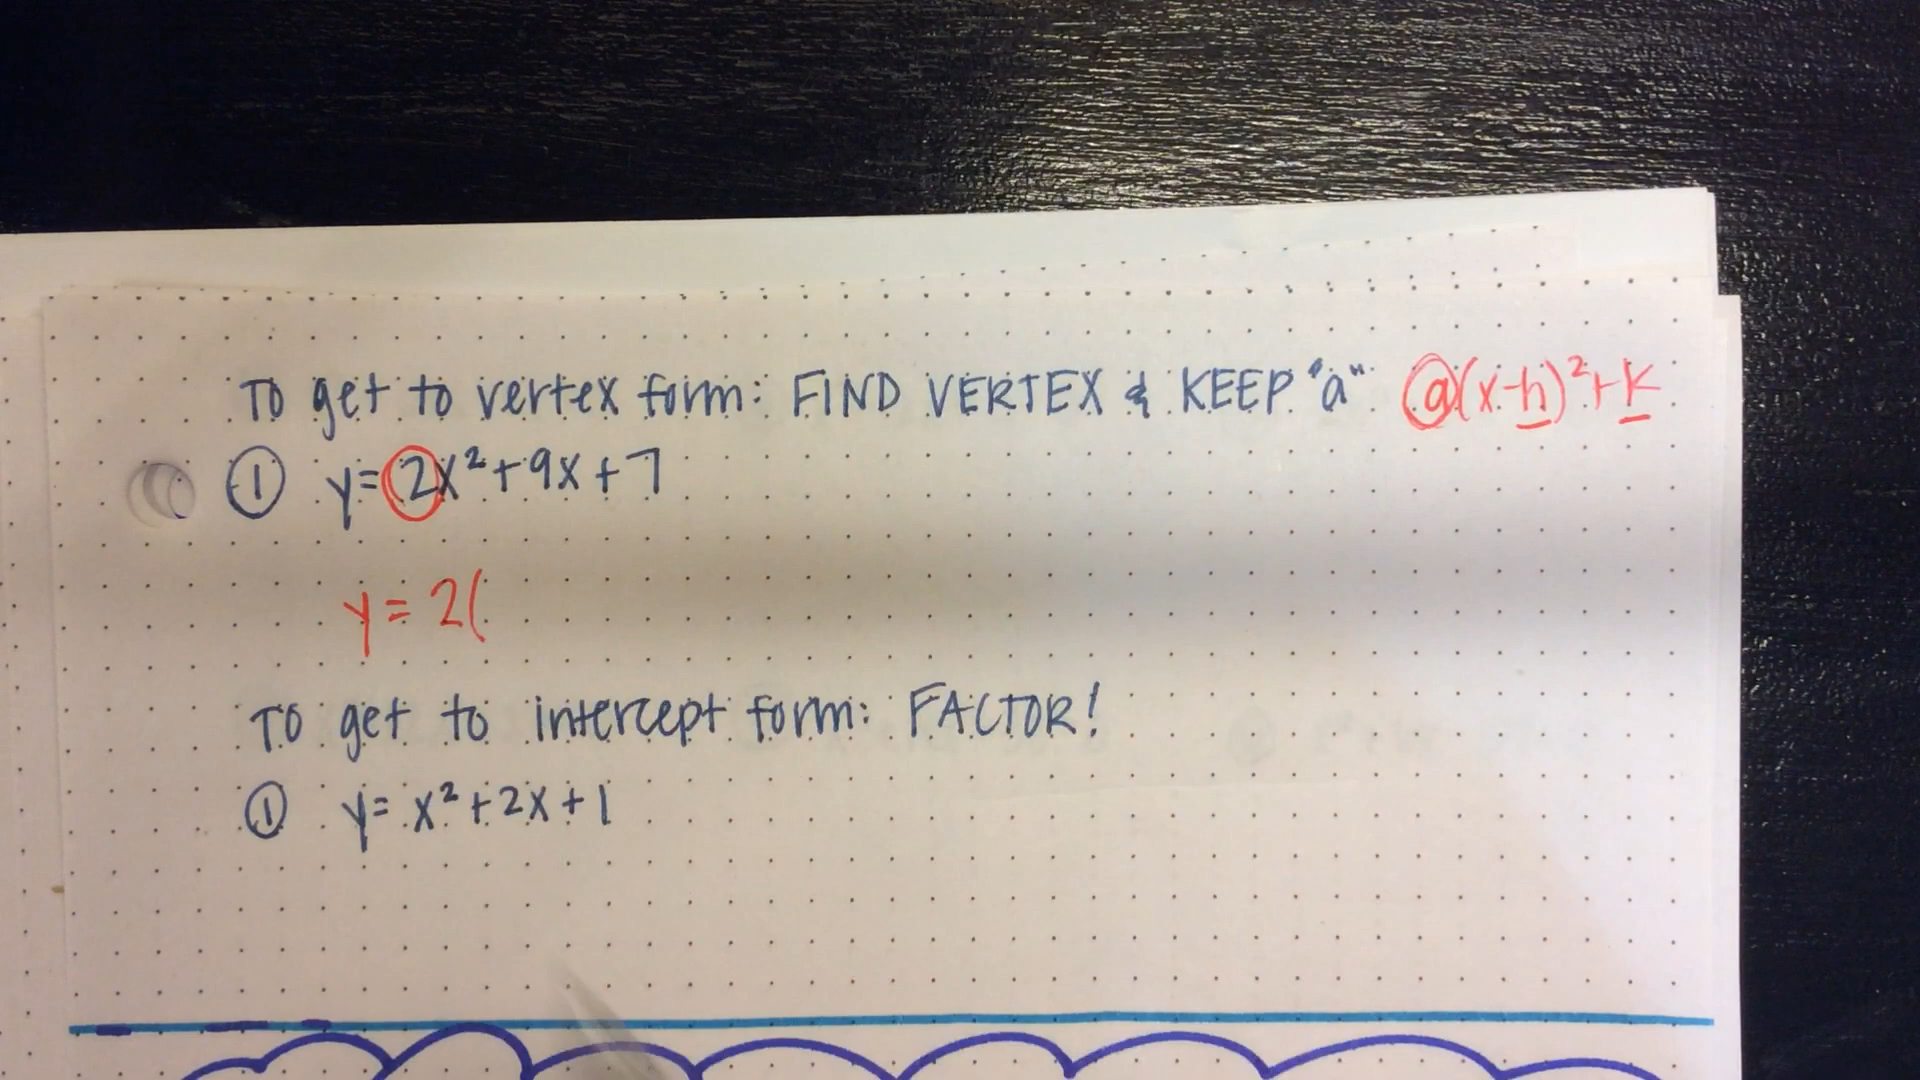 To get to vertex form: FIND VERTEX & KEEP "a" a(x-h)²+k
① y=2x²+9x+7
y=2(
To get to intercept form: FACTOR!
① y=x²+2x+1